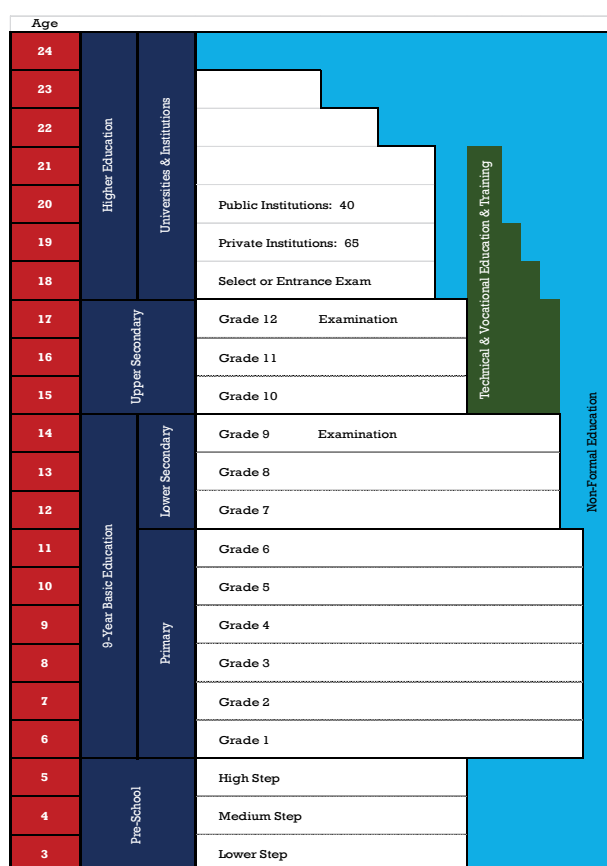 Age
24
23
22
21
20
19
18
17
16
15
14
13
12
11
10
9
8
7
6
5
4
3
Higher Education
Universities & Institutions
Upper Secondary
9-Year Basic Education
Lower Secondary
Primary
Pre-School
Public Institutions: 40
Private Institutions: 65
Select or Entrance Exam
Grade 12 Examination
Grade 11
Grade 10
Grade 9 Examination
Grade 8
Grade 7
Grade 6
Grade 5
Grade 4
Grade 3
Grade 2
Grade 1
High Step
Medium Step
Lower Step
Technical & Vocational Education & Training
Non-Formal Education